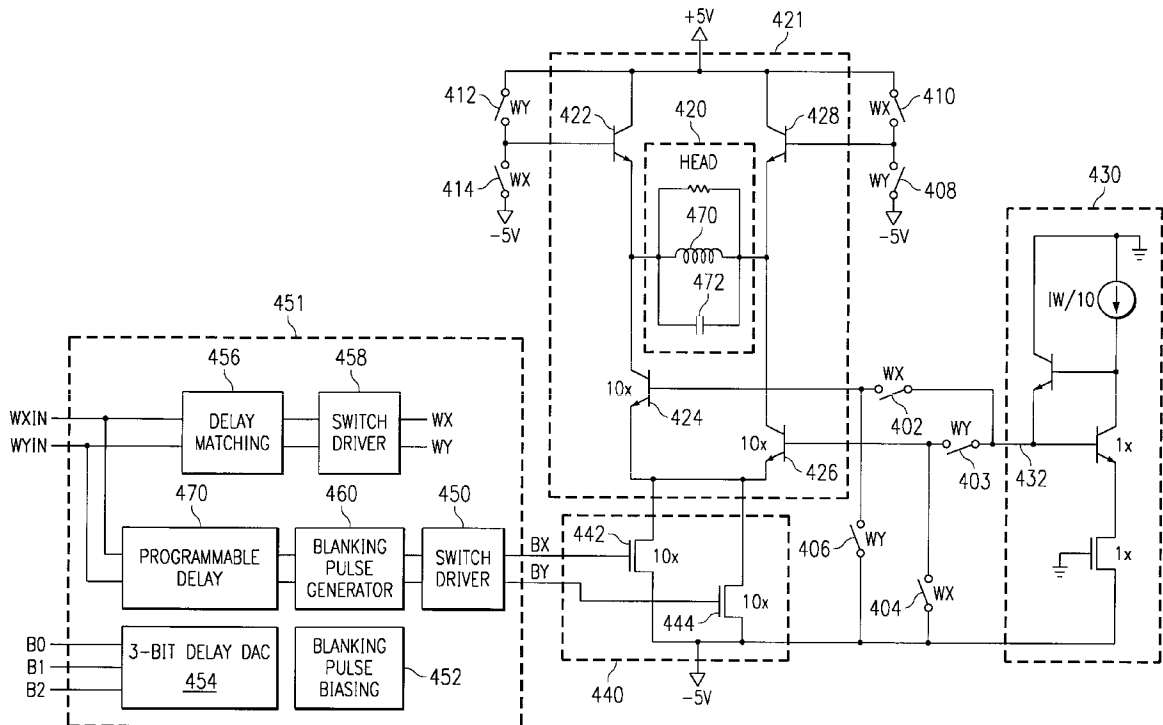 +5V
421
412
WY
422
420
428
WX
410
HEAD
414
WX
-5V
470
WY
408
-5V
430
472
IW/10
451
456
458
10x
424
WX
402
WXIN
WYIN
DELAY
MATCHING
SWITCH
DRIVER
WX
WY
10x
426
WY
403
432
1x
470
460
450
442
BX
10x
406
WY
1x
PROGRAMMABLE
DELAY
BLANKING
PULSE
GENERATOR
SWITCH
DRIVER
BY
444
10x
404
WX
B0
B1
B2
3-BIT DELAY DAC
454
BLANKING
PULSE
BIASING
452
440
-5V